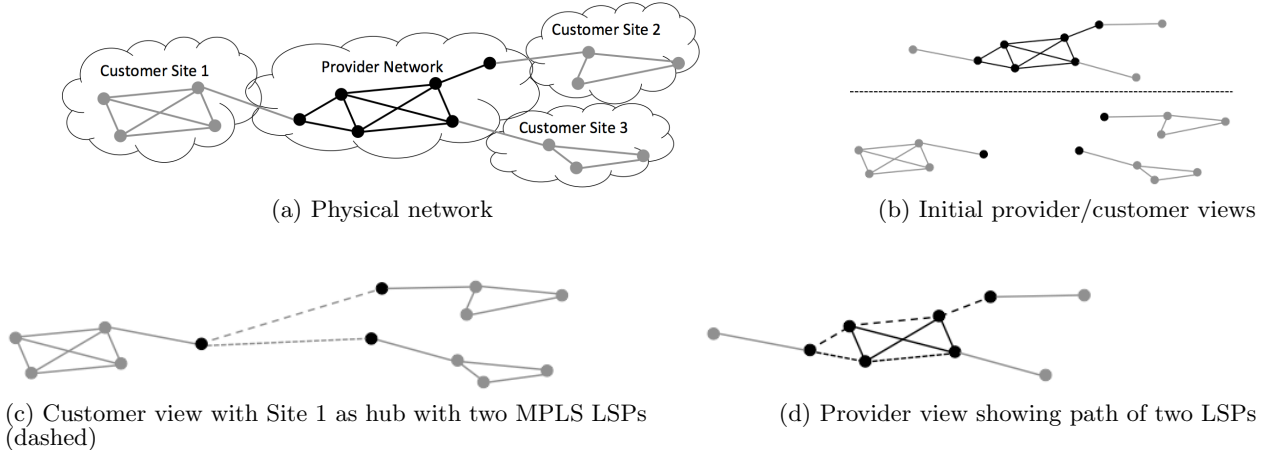 Customer Site 1
Provider Network
Customer Site 2
Customer Site 3
(a) Physical network
(b) Initial provider/customer views
(c) Customer view with Site 1 as hub with two MPLS LSPs
(dashed)
(d) Provider view showing path of two LSPs